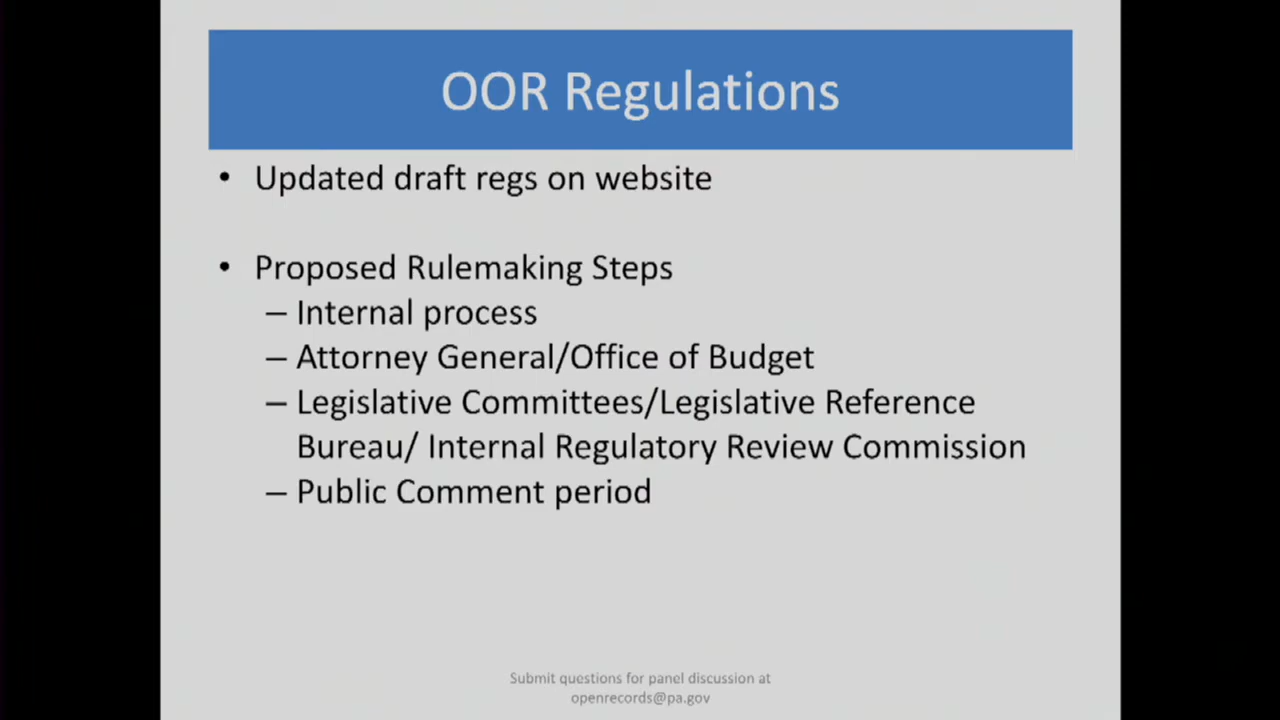 OOR Regulations
• Updated draft regs on website
• Proposed Rulemaking Steps
– Internal process
– Attorney General/Office of Budget
– Legislative Committees/Legislative Reference
Bureau/ Internal Regulatory Review Commission
– Public Comment period
Submit questions for panel discussion at
openrecords@pa.gov